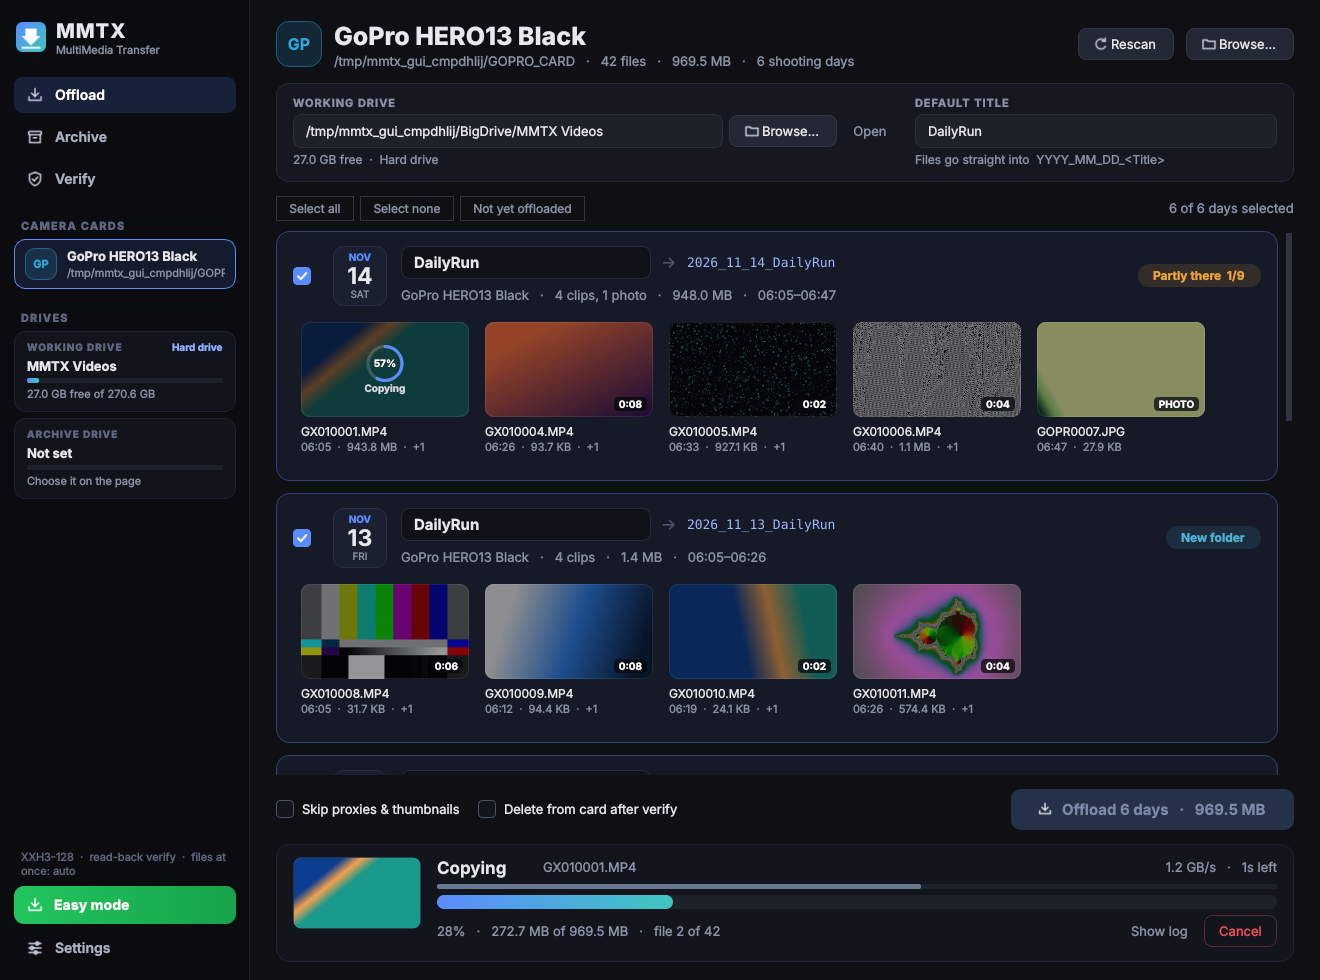 MMTX
MultiMedia Transfer
Offload
Archive
Verify
CAMERA CARDS
GP
GoPro HERO13 Black
/tmp/mmtx_gui_cmpdhlij/GOPF
DRIVES
WORKING DRIVE Hard drive
MMTX Videos
27.0 GB free of 270.6 GB
ARCHIVE DRIVE
Not set
Choose it on the page
XXH3-128 · read-back verify · files at
once: auto
Easy mode
Settings
GP
GoPro HERO13 Black
/tmp/mmtx_gui_cmpdhlij/GOPRO_CARD · 42 files · 969.5 MB · 6 shooting days
Rescan
Browse...
WORKING DRIVE
/tmp/mmtx_gui_cmpdhlij/BigDrive/MMTX Videos
Browse...
Open
27.0 GB free · Hard drive
DEFAULT TITLE
DailyRun
Files go straight into YYYY_MM_DD_<Title>
Select all
Select none
Not yet offloaded
6 of 6 days selected
NOV
14
SAT
DailyRun
→ 2026_11_14_DailyRun
GoPro HERO13 Black · 4 clips, 1 photo · 948.0 MB · 06:05–06:47
Partly there 1/9
57%
Copying
0:08
0:02
0:04
PHOTO
GX010001.MP4
06:05 · 943.8 MB · +1
GX010004.MP4
06:26 · 93.7 KB · +1
GX010005.MP4
06:33 · 927.1 KB · +1
GX010006.MP4
06:40 · 1.1 MB · +1
GOPR0007.JPG
06:47 · 27.9 KB
NOV
13
FRI
DailyRun
→ 2026_11_13_DailyRun
GoPro HERO13 Black · 4 clips · 1.4 MB · 06:05–06:26
New folder
0:06
0:08
0:02
0:04
GX010008.MP4
06:05 · 31.7 KB · +1
GX010009.MP4
06:12 · 94.4 KB · +1
GX010010.MP4
06:19 · 24.1 KB · +1
GX010011.MP4
06:26 · 574.4 KB · +1
Skip proxies & thumbnails
Delete from card after verify
Offload 6 days · 969.5 MB
Copying GX010001.MP4
1.2 GB/s · 1s left
28% · 272.7 MB of 969.5 MB · file 2 of 42
Show log
Cancel